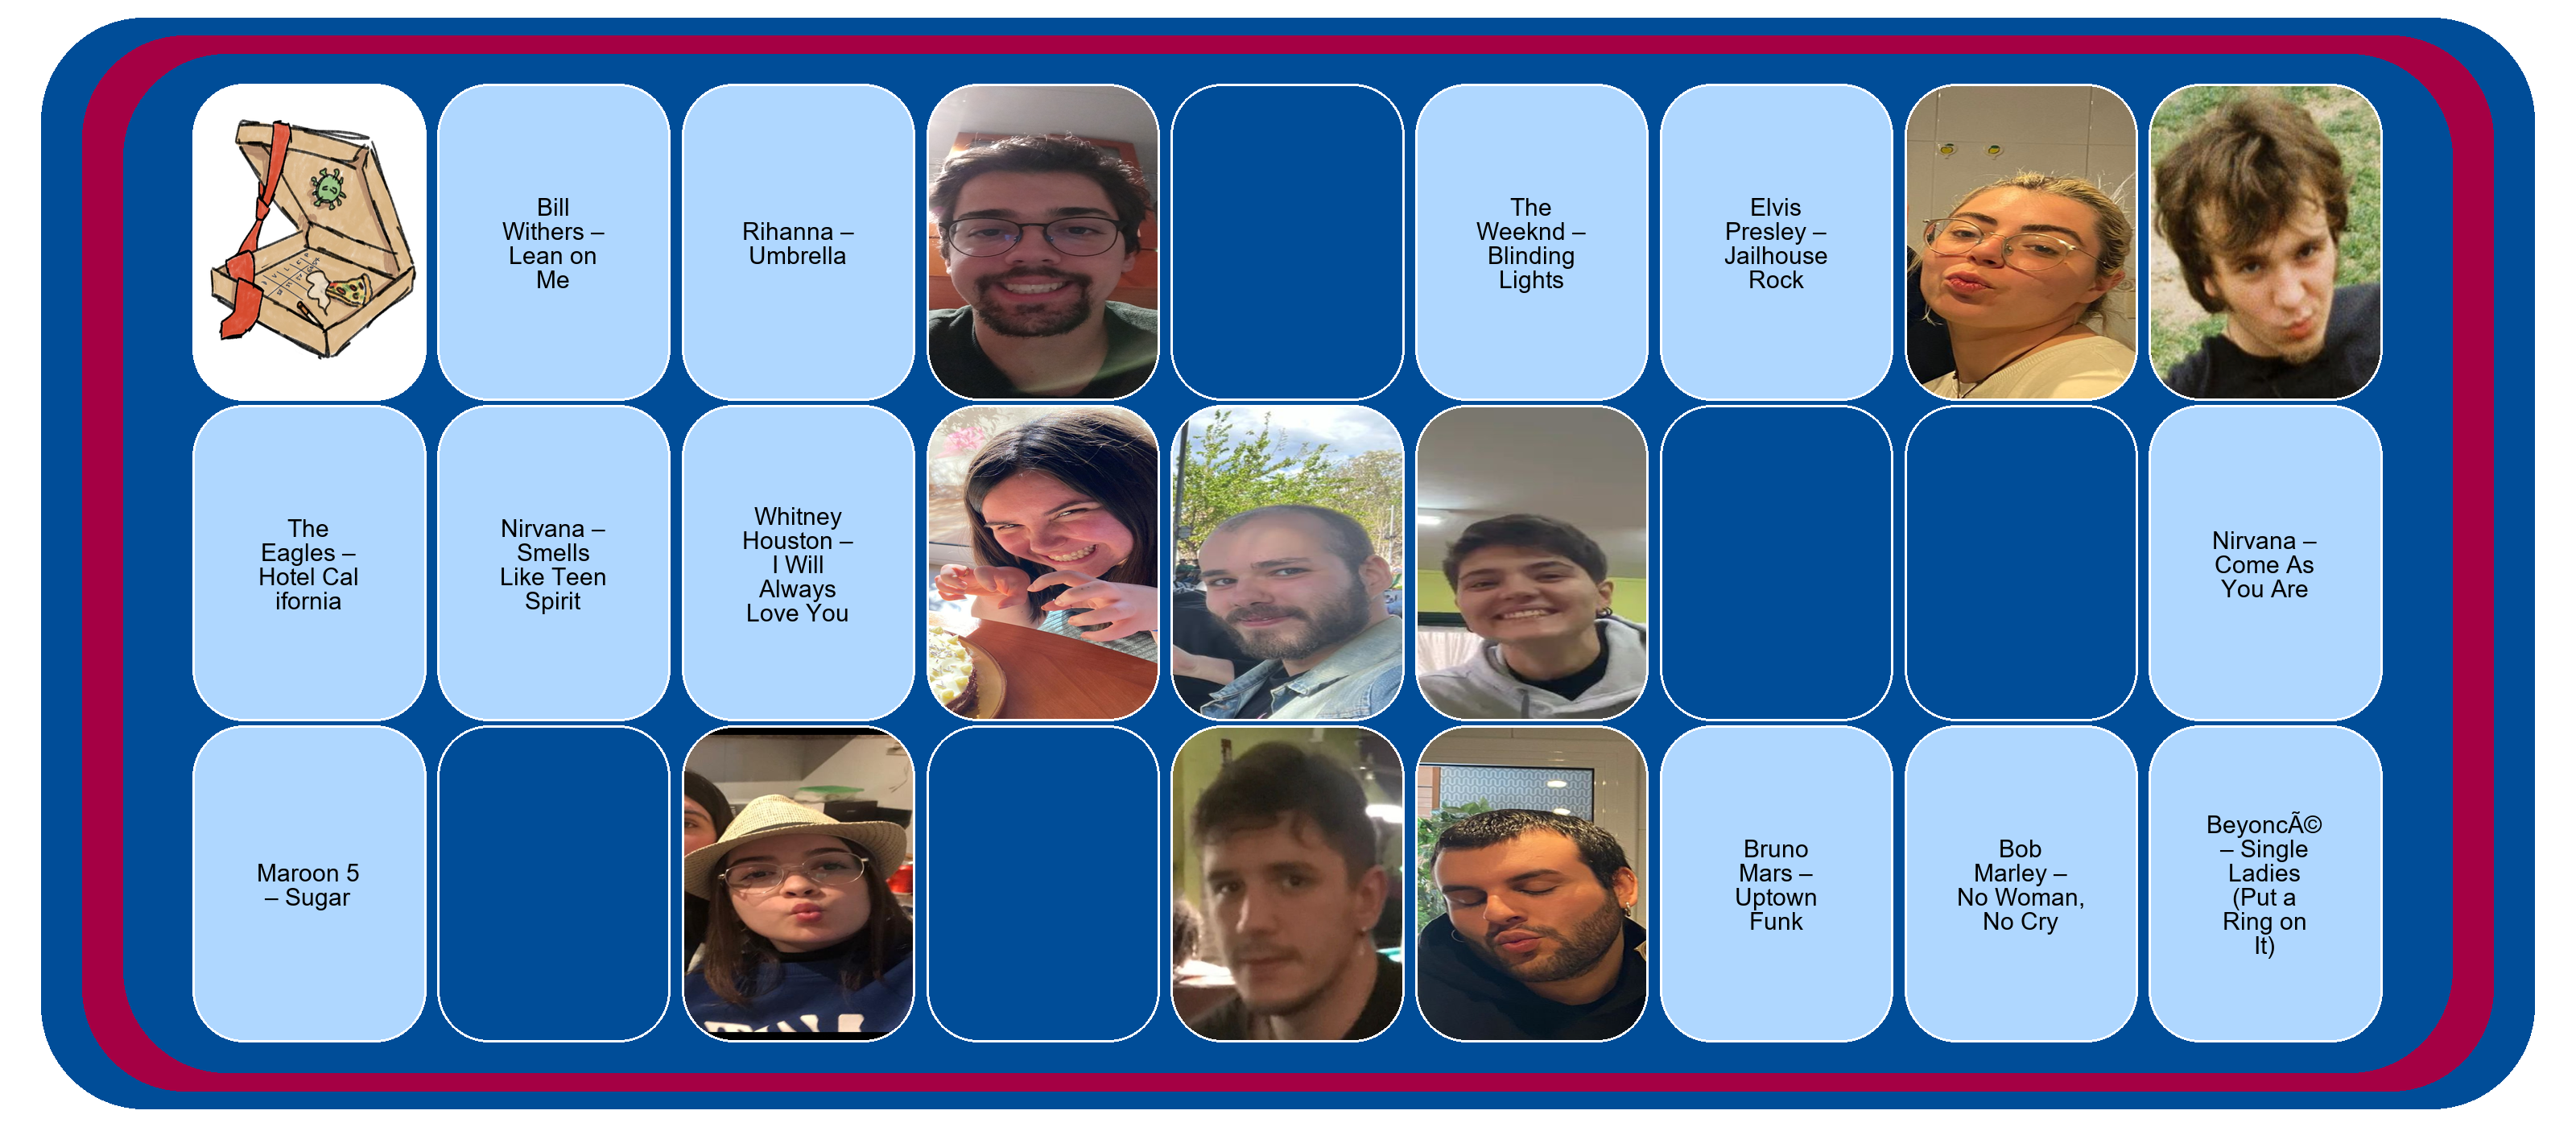 Bill
Withers –
Lean on
Me
Rihanna –
Umbrella
The
Weeknd –
Blinding
Lights
Elvis
Presley –
Jailhouse
Rock
The
Eagles –
Hotel Cal
ifornia
Nirvana –
Smells
Like Teen
Spirit
Whitney
Houston –
I Will
Always
Love You
Nirvana –
Come As
You Are
Maroon 5
– Sugar
Bruno
Mars –
Uptown
Funk
Bob
Marley –
No Woman,
No Cry
BeyoncÃ©
– Single
Ladies
(Put a
Ring on
It)